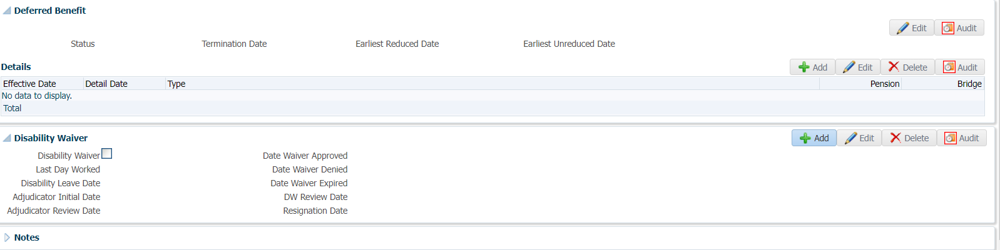 Deferred Benefit
Edit Audit
Status Termination Date Earliest Reduced Date Earliest Unreduced Date
Details Add Edit Delete Audit
Effective Date Detail Date Type Pension Bridge
No data to display.
Total
Disability Waiver Add Edit Delete Audit
Disability Waiver Date Waiver Approved
Last Day Worked Date Waiver Denied
Disability Leave Date Date Waiver Expired
Adjudicator Initial Date DW Review Date
Adjudicator Review Date Resignation Date
Notes